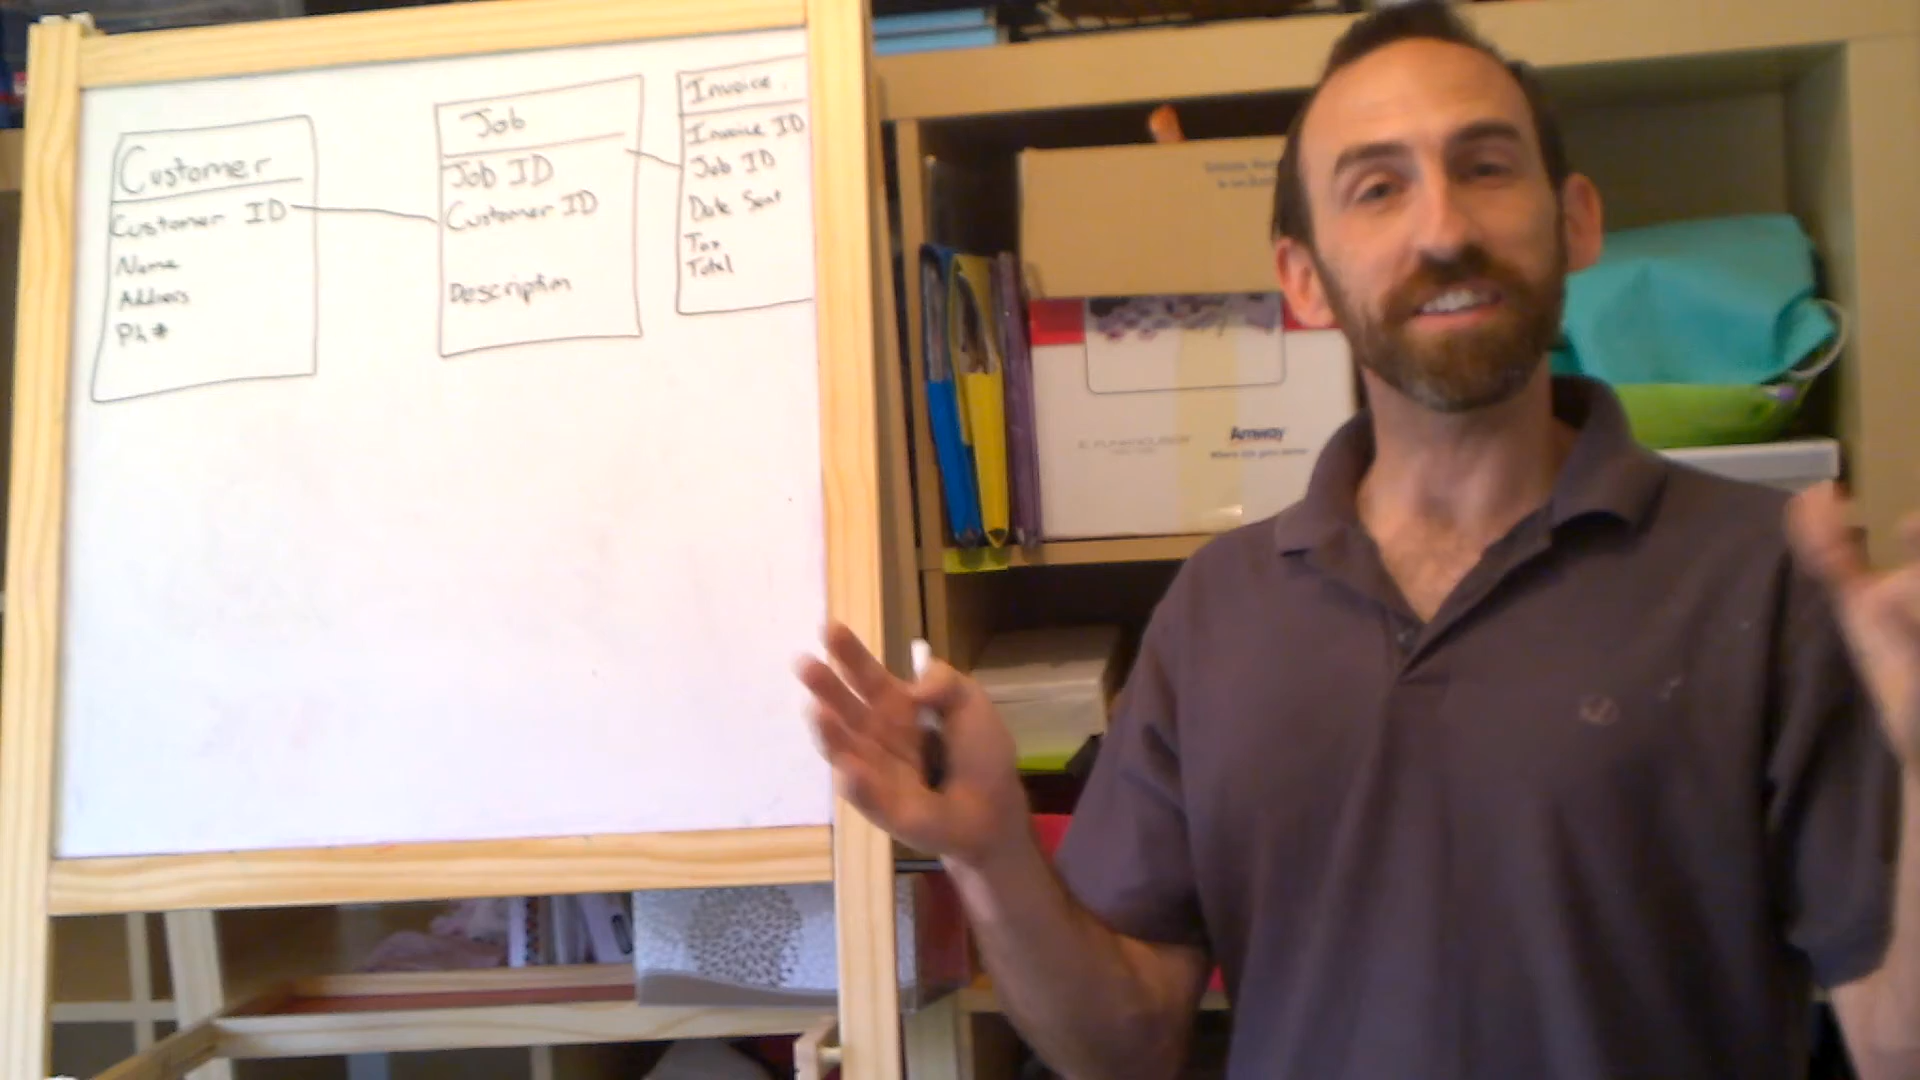 Customer
Customer ID
Name
Address
Ph#
Job
Job ID
Customer ID
Description
Invoice
Invoice ID
Job ID
Date Sent
Tax
Total
Amway